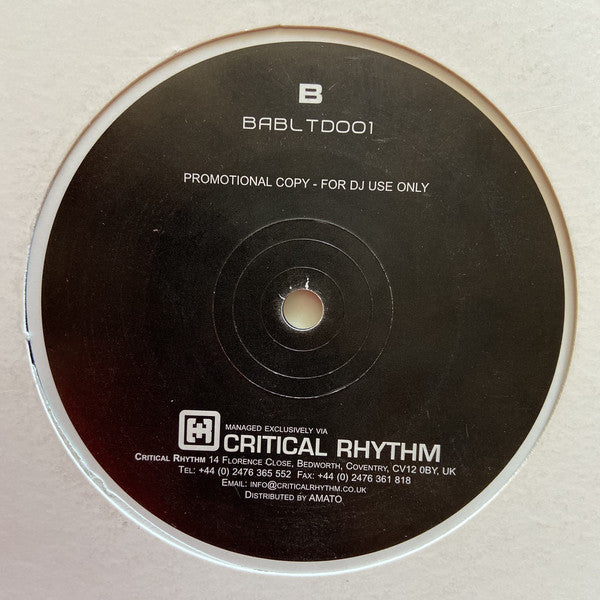 B
BABLTD001
PROMOTIONAL COPY - FOR DJ USE ONLY
MANAGED EXCLUSIVELY VIA
CRITICAL RHYTHM
CRITICAL RHYTHM 14 FLORENCE CLOSE, BEDWORTH, COVENTRY, CV12 0BY, UK
TEL: +44 (0) 2476 365 552 FAX: +44 (0) 2476 361 818
EMAIL: INFO@CRITICALRHYTHM.CO.UK
DISTRIBUTED BY AMATO